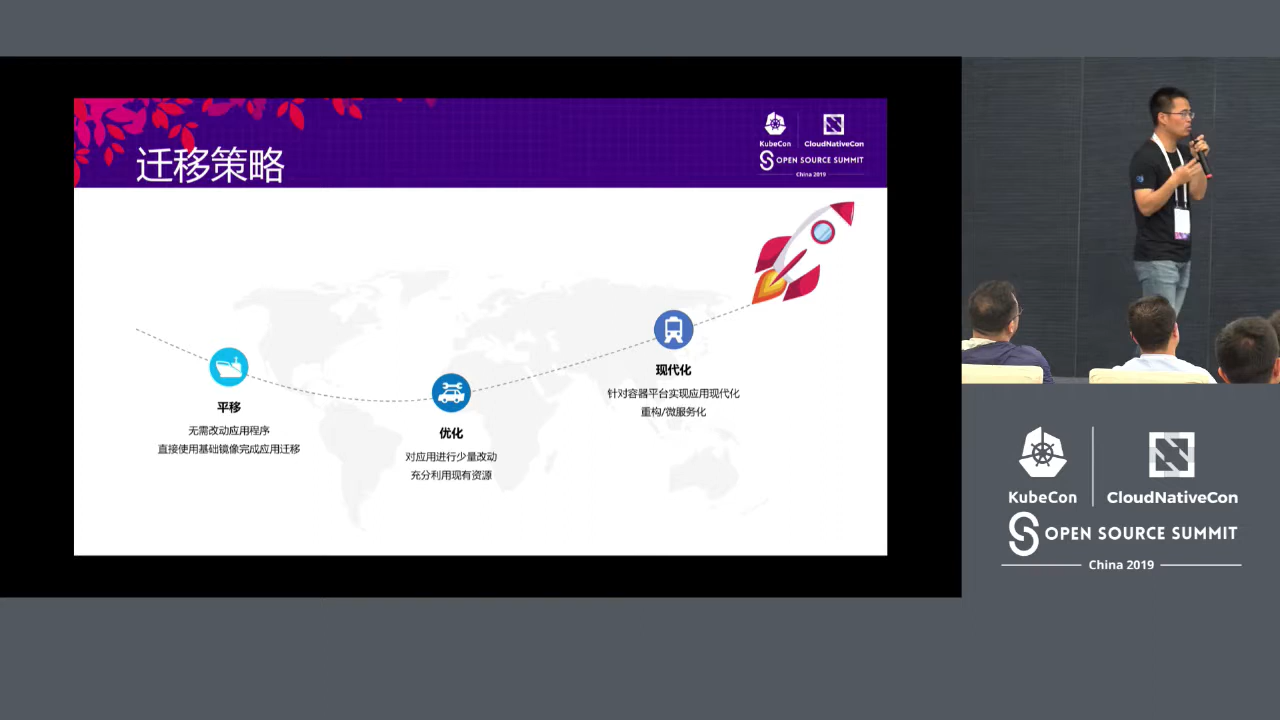 迁移策略
KubeCon
CloudNativeCon
OPEN SOURCE SUMMIT
China 2019
平移
无需改动应用程序
直接使用基础镜像完成应用迁移
优化
对应用进行少量改动
充分利用现有资源
现代化
针对容器平台实现应用现代化
重构/微服务化
KubeCon
CloudNativeCon
OPEN SOURCE SUMMIT
China 2019